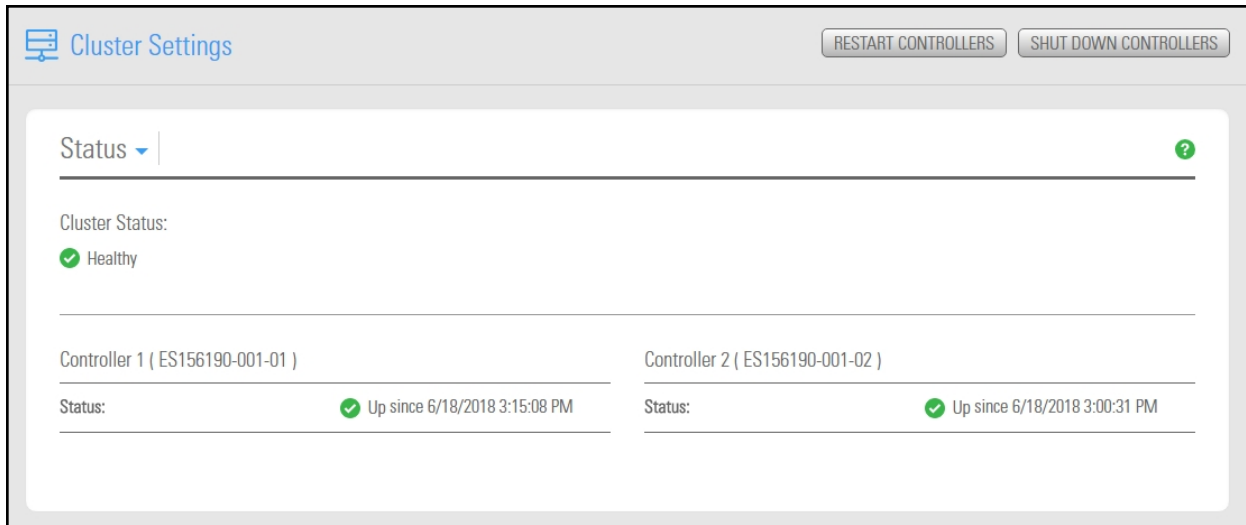 Cluster Settings
RESTART CONTROLLERS
SHUT DOWN CONTROLLERS
Status
?
Cluster Status:
Healthy
Controller 1 ( ES156190-001-01 )
Status: Up since 6/18/2018 3:15:08 PM
Controller 2 ( ES156190-001-02 )
Status: Up since 6/18/2018 3:00:31 PM